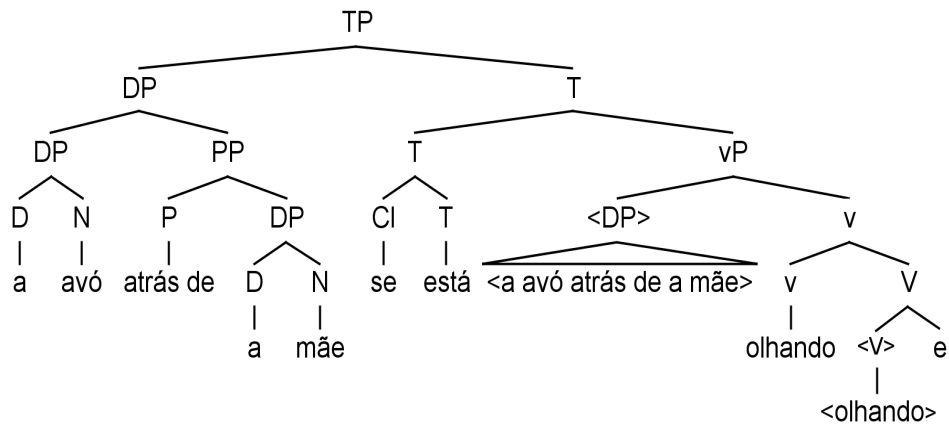 TP
DP T
DP PP T vP
D N P DP Cl T <DP> v
a avó atrás de D N se está <a avó atrás de a mãe> v V
a mãe olhando <V> e
<olhando>